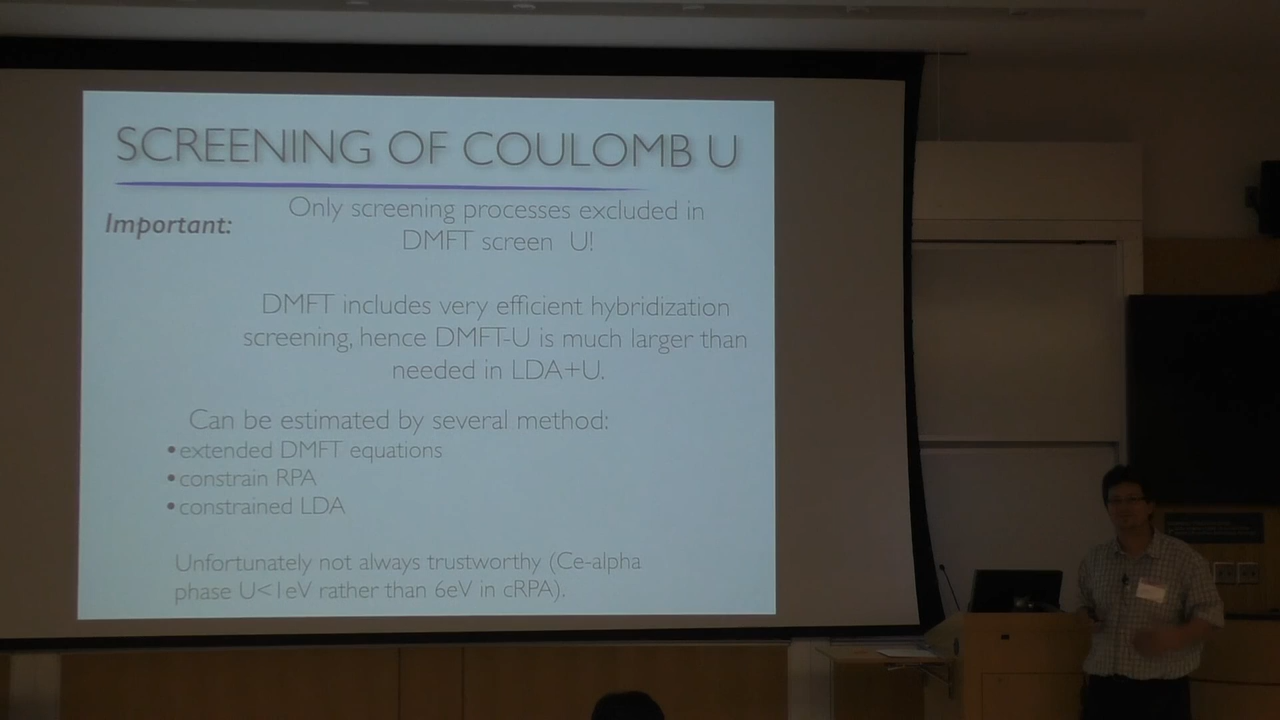 SCREENING OF COULOMB U
Important:
Only screening processes excluded in
DMFT screen U!
DMFT includes very efficient hybridization
screening, hence DMFT-U is much larger than
needed in LDA+U.
Can be estimated by several method:
•extended DMFT equations
•constrain RPA
•constrained LDA
Unfortunately not always trustworthy (Ce-alpha
phase U<1eV rather than 6eV in cRPA).